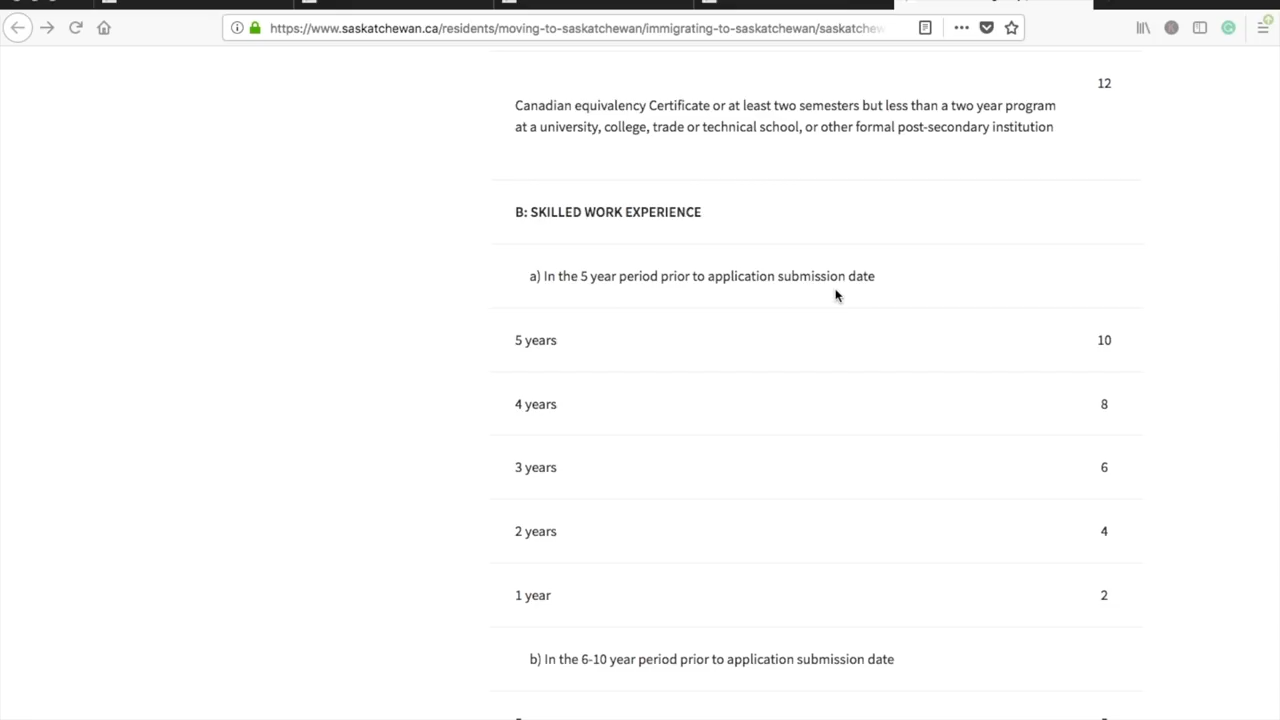 https://www.saskatchewan.ca/residents/moving-to-saskatchewan/immigrating-to-saskatchewan/saskatchew
12
Canadian equivalency Certificate or at least two semesters but less than a two year program
at a university, college, trade or technical school, or other formal post-secondary institution
B: SKILLED WORK EXPERIENCE
a) In the 5 year period prior to application submission date
5 years 10
4 years 8
3 years 6
2 years 4
1 year 2
b) In the 6-10 year period prior to application submission date